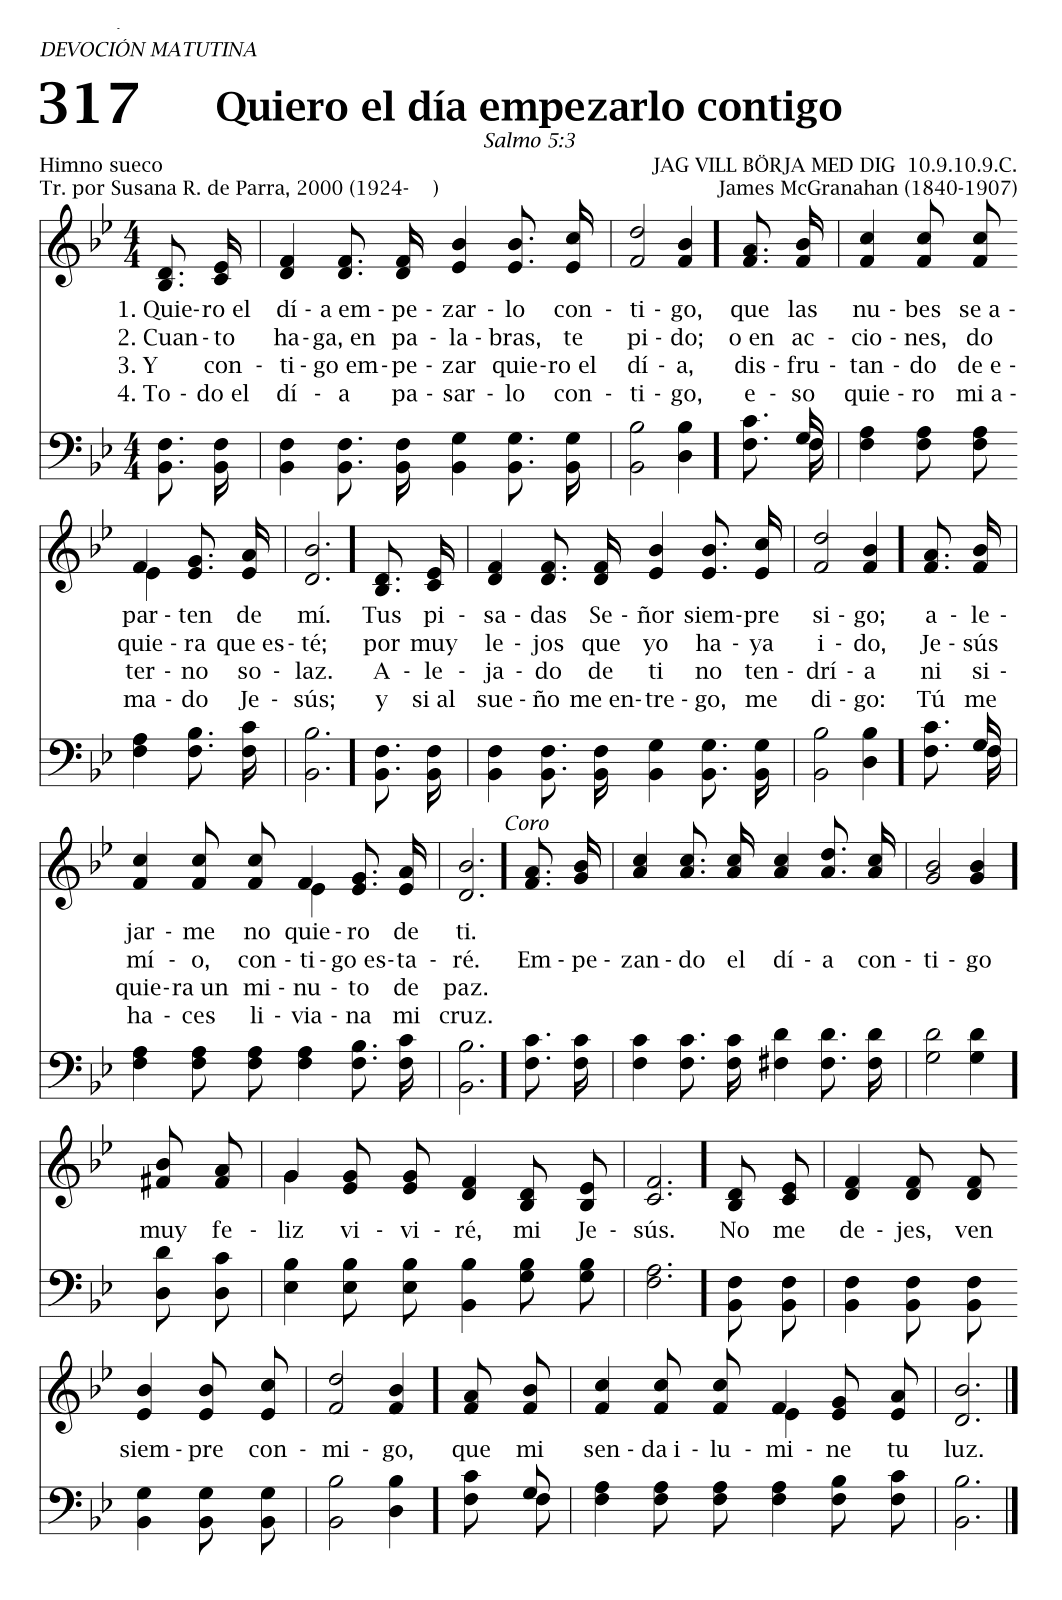 DEVOCIÓN MATUTINA
317 Quiero el día empezarlo contigo
Salmo 5:3
Himno sueco JAG VILL BÖRJA MED DIG 10.9.10.9.C.
Tr. por Susana R. de Parra, 2000 (1924- ) James McGranahan (1840-1907)
4
4
1. Quie-ro el dí - a em - pe - zar - lo con - ti - go, que las nu - bes se a -
2. Cuan - to ha - ga, en pa - la - bras, te pi - do; o en ac - cio - nes, do
3. Y con - ti - go em - pe - zar quie-ro el dí - a, dis - fru - tan - do de e -
4. To - do el dí - a pa - sar - lo con - ti - go, e - so quie - ro mi a -
4
4
par - ten de mí. Tus pi - sa - das Se - ñor siem-pre si - go; a - le -
quie - ra que es - té; por muy le - jos que yo ha - ya i - do, Je - sús
ter - no so - laz. A - le - ja - do de ti no ten - drí - a ni si -
ma - do Je - sús; y si al sue - ño me en-tre - go, me di - go: Tú me
Coro
jar - me no quie - ro de ti.
mí - o, con - ti - go es-ta - ré. Em - pe - zan - do el dí - a con - ti - go
quie-ra un mi - nu - to de paz.
ha - ces li - via - na mi cruz.
muy fe - liz vi - vi - ré, mi Je - sús. No me de - jes, ven
siem - pre con - mi - go, que mi sen - da i - lu - mi - ne tu luz.